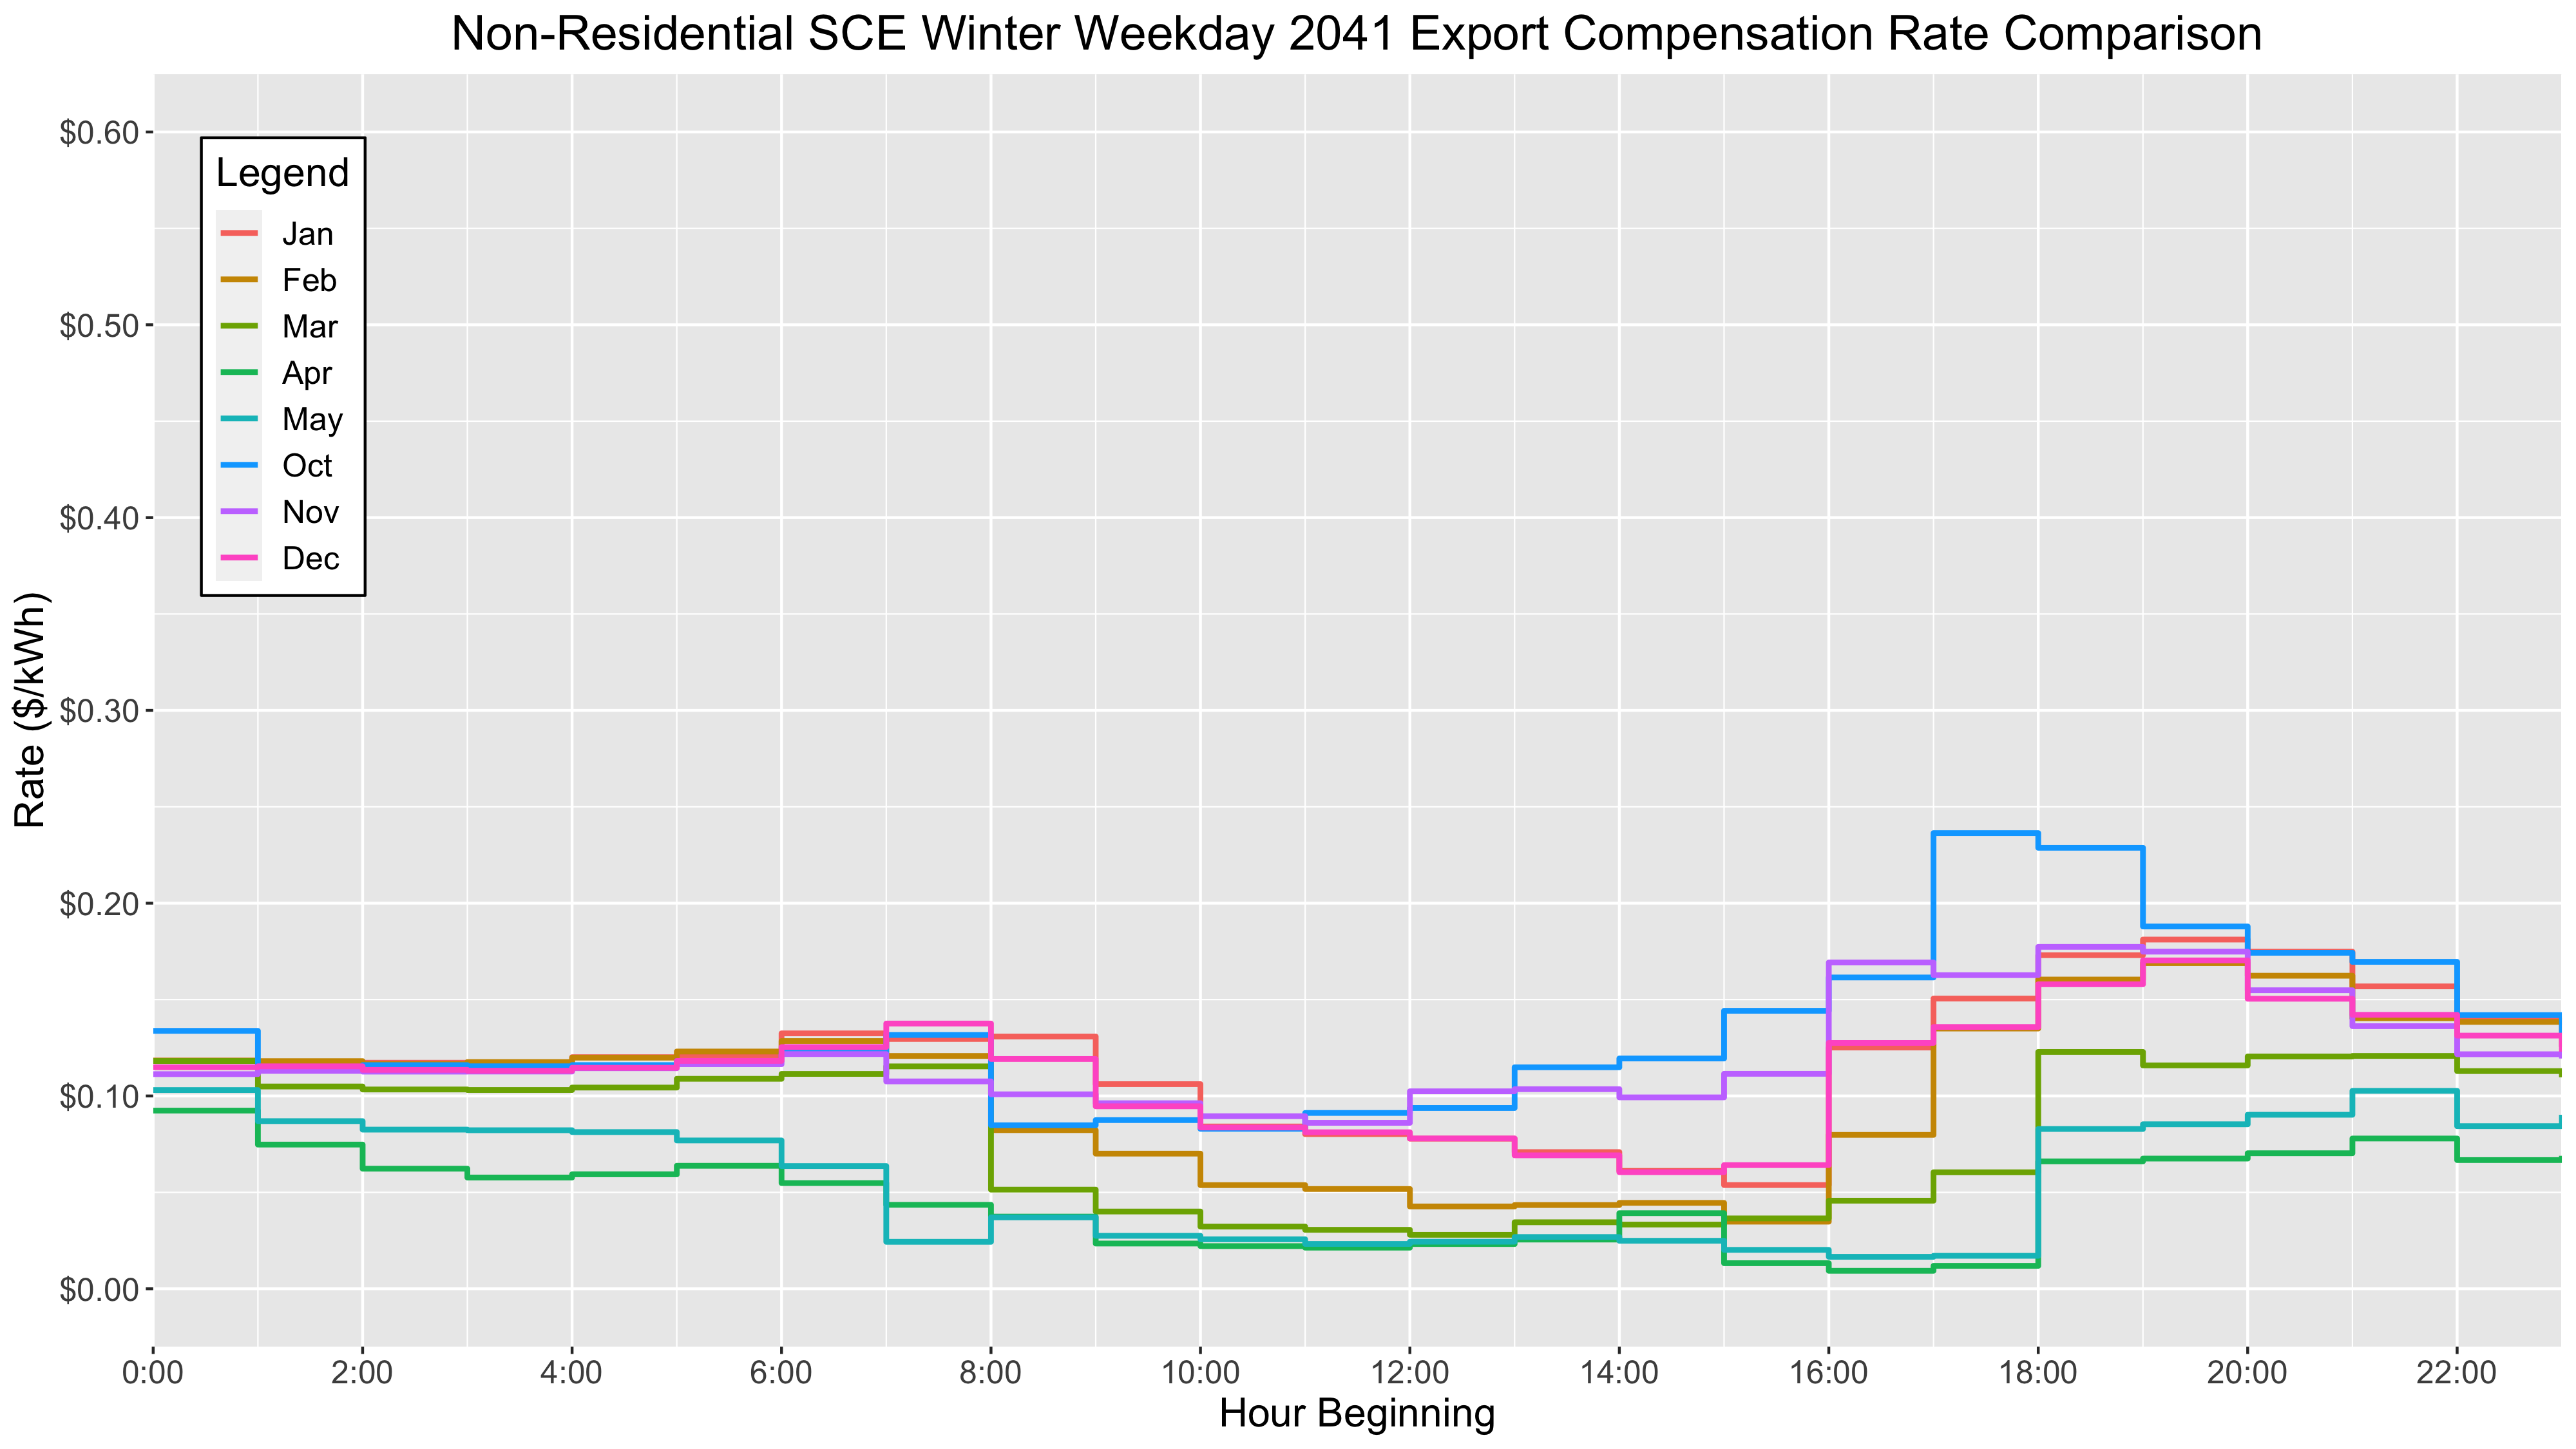 Non-Residential SCE Winter Weekday 2041 Export Compensation Rate Comparison
Rate ($/kWh)
$0.60
$0.50
$0.40
$0.30
$0.20
$0.10
$0.00
Legend
Jan
Feb
Mar
Apr
May
Oct
Nov
Dec
0:00 2:00 4:00 6:00 8:00 10:00 12:00 14:00 16:00 18:00 20:00 22:00
Hour Beginning